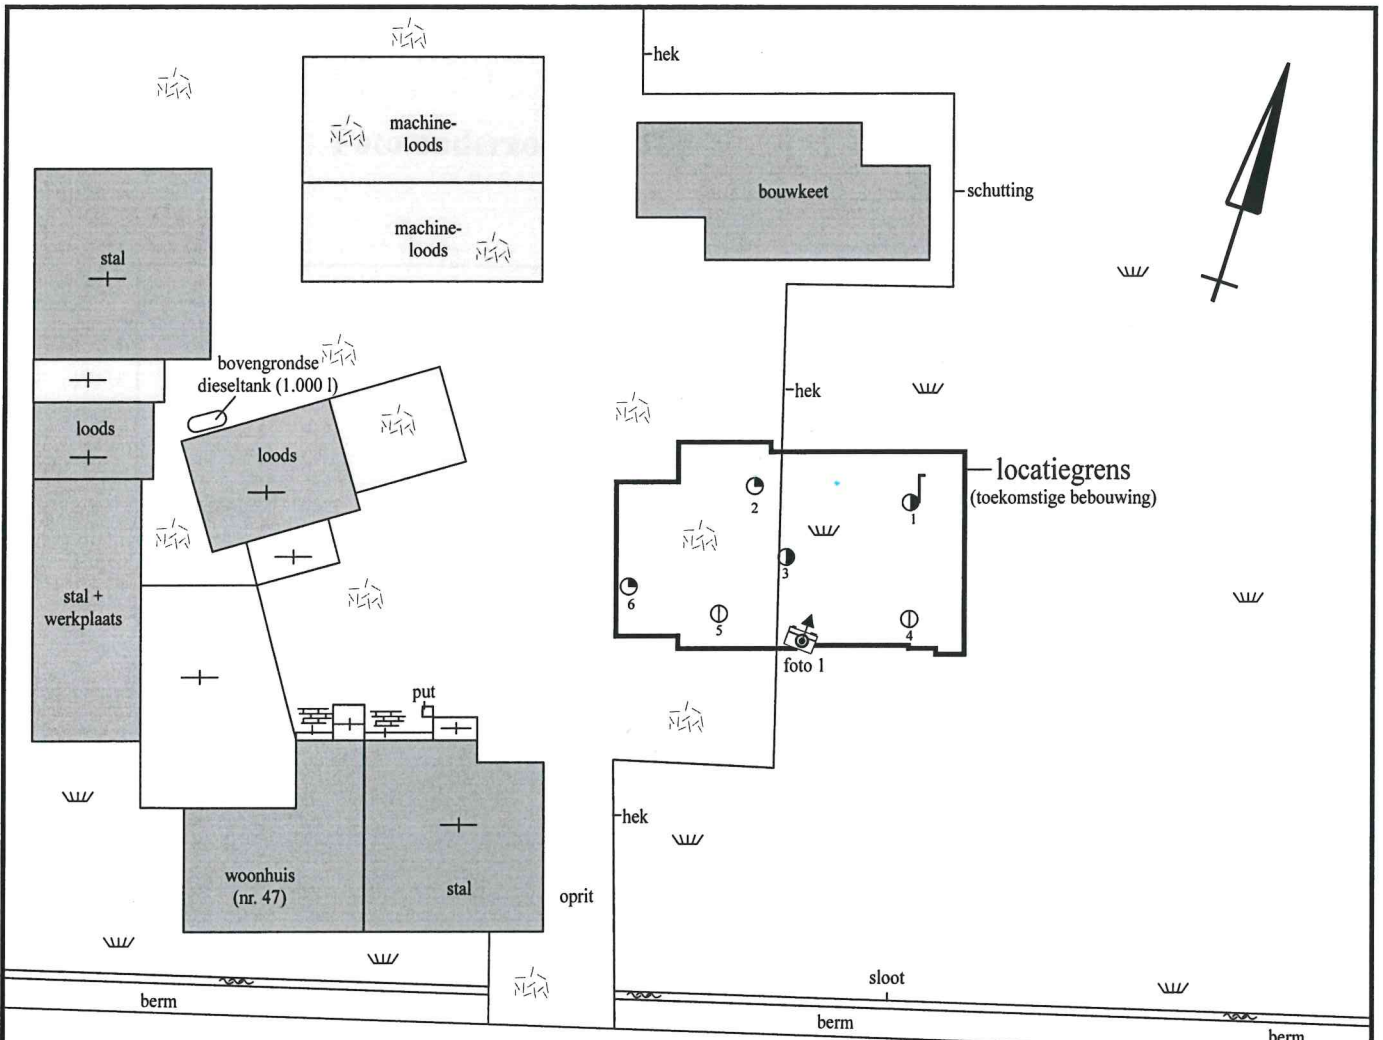 hek
machine-
loods
bouwkeet
schutting
machine-
loods
stal
bovengrondse
dieseltank (1.000 l)
hek
loods
loods
locatiegrens
(toekomstige bebouwing)
2
1
3
stal +
werkplaats
6
5
4
foto 1
put
hek
woonhuis
(nr. 47)
stal
oprit
sloot
berm
berm
berm